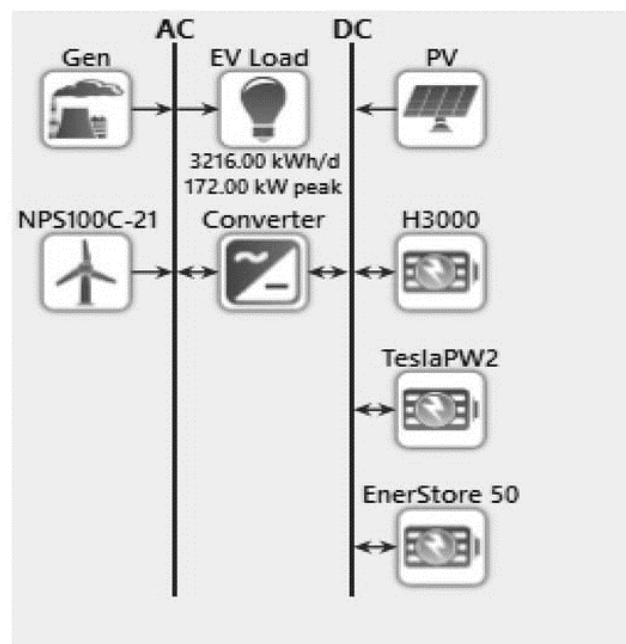 AC
DC
Gen
EV Load
PV
3216.00 kWh/d
172.00 kW peak
NPS100C-21
Converter
H3000
TeslaPW2
EnerStore 50